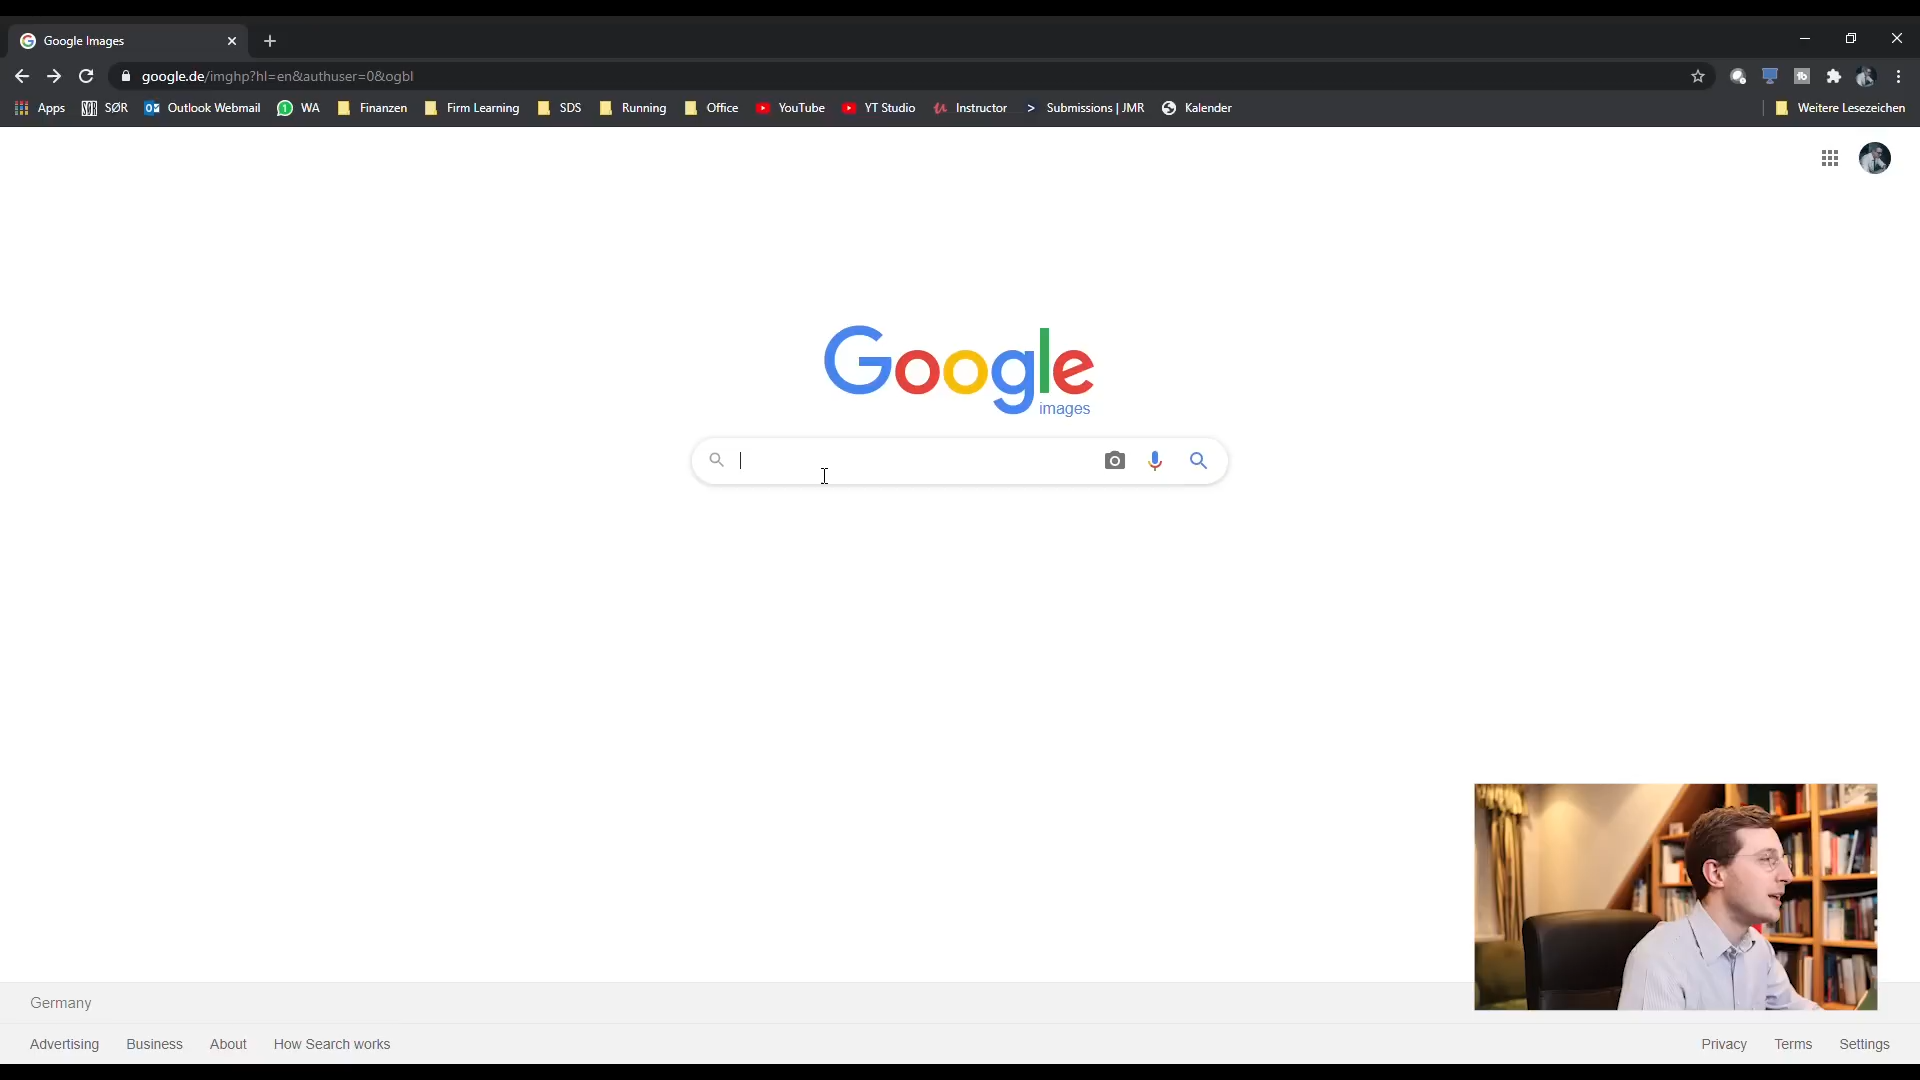 Google Images
google.de/imghp?hl=en&authuser=0&ogbl
Apps SØR Outlook Webmail 1 WA Finanzen Firm Learning SDS Running Office YouTube YT Studio Instructor > Submissions | JMR Kalender Weitere Lesezeichen
Google
images
Germany
Advertising Business About How Search works Privacy Terms Settings